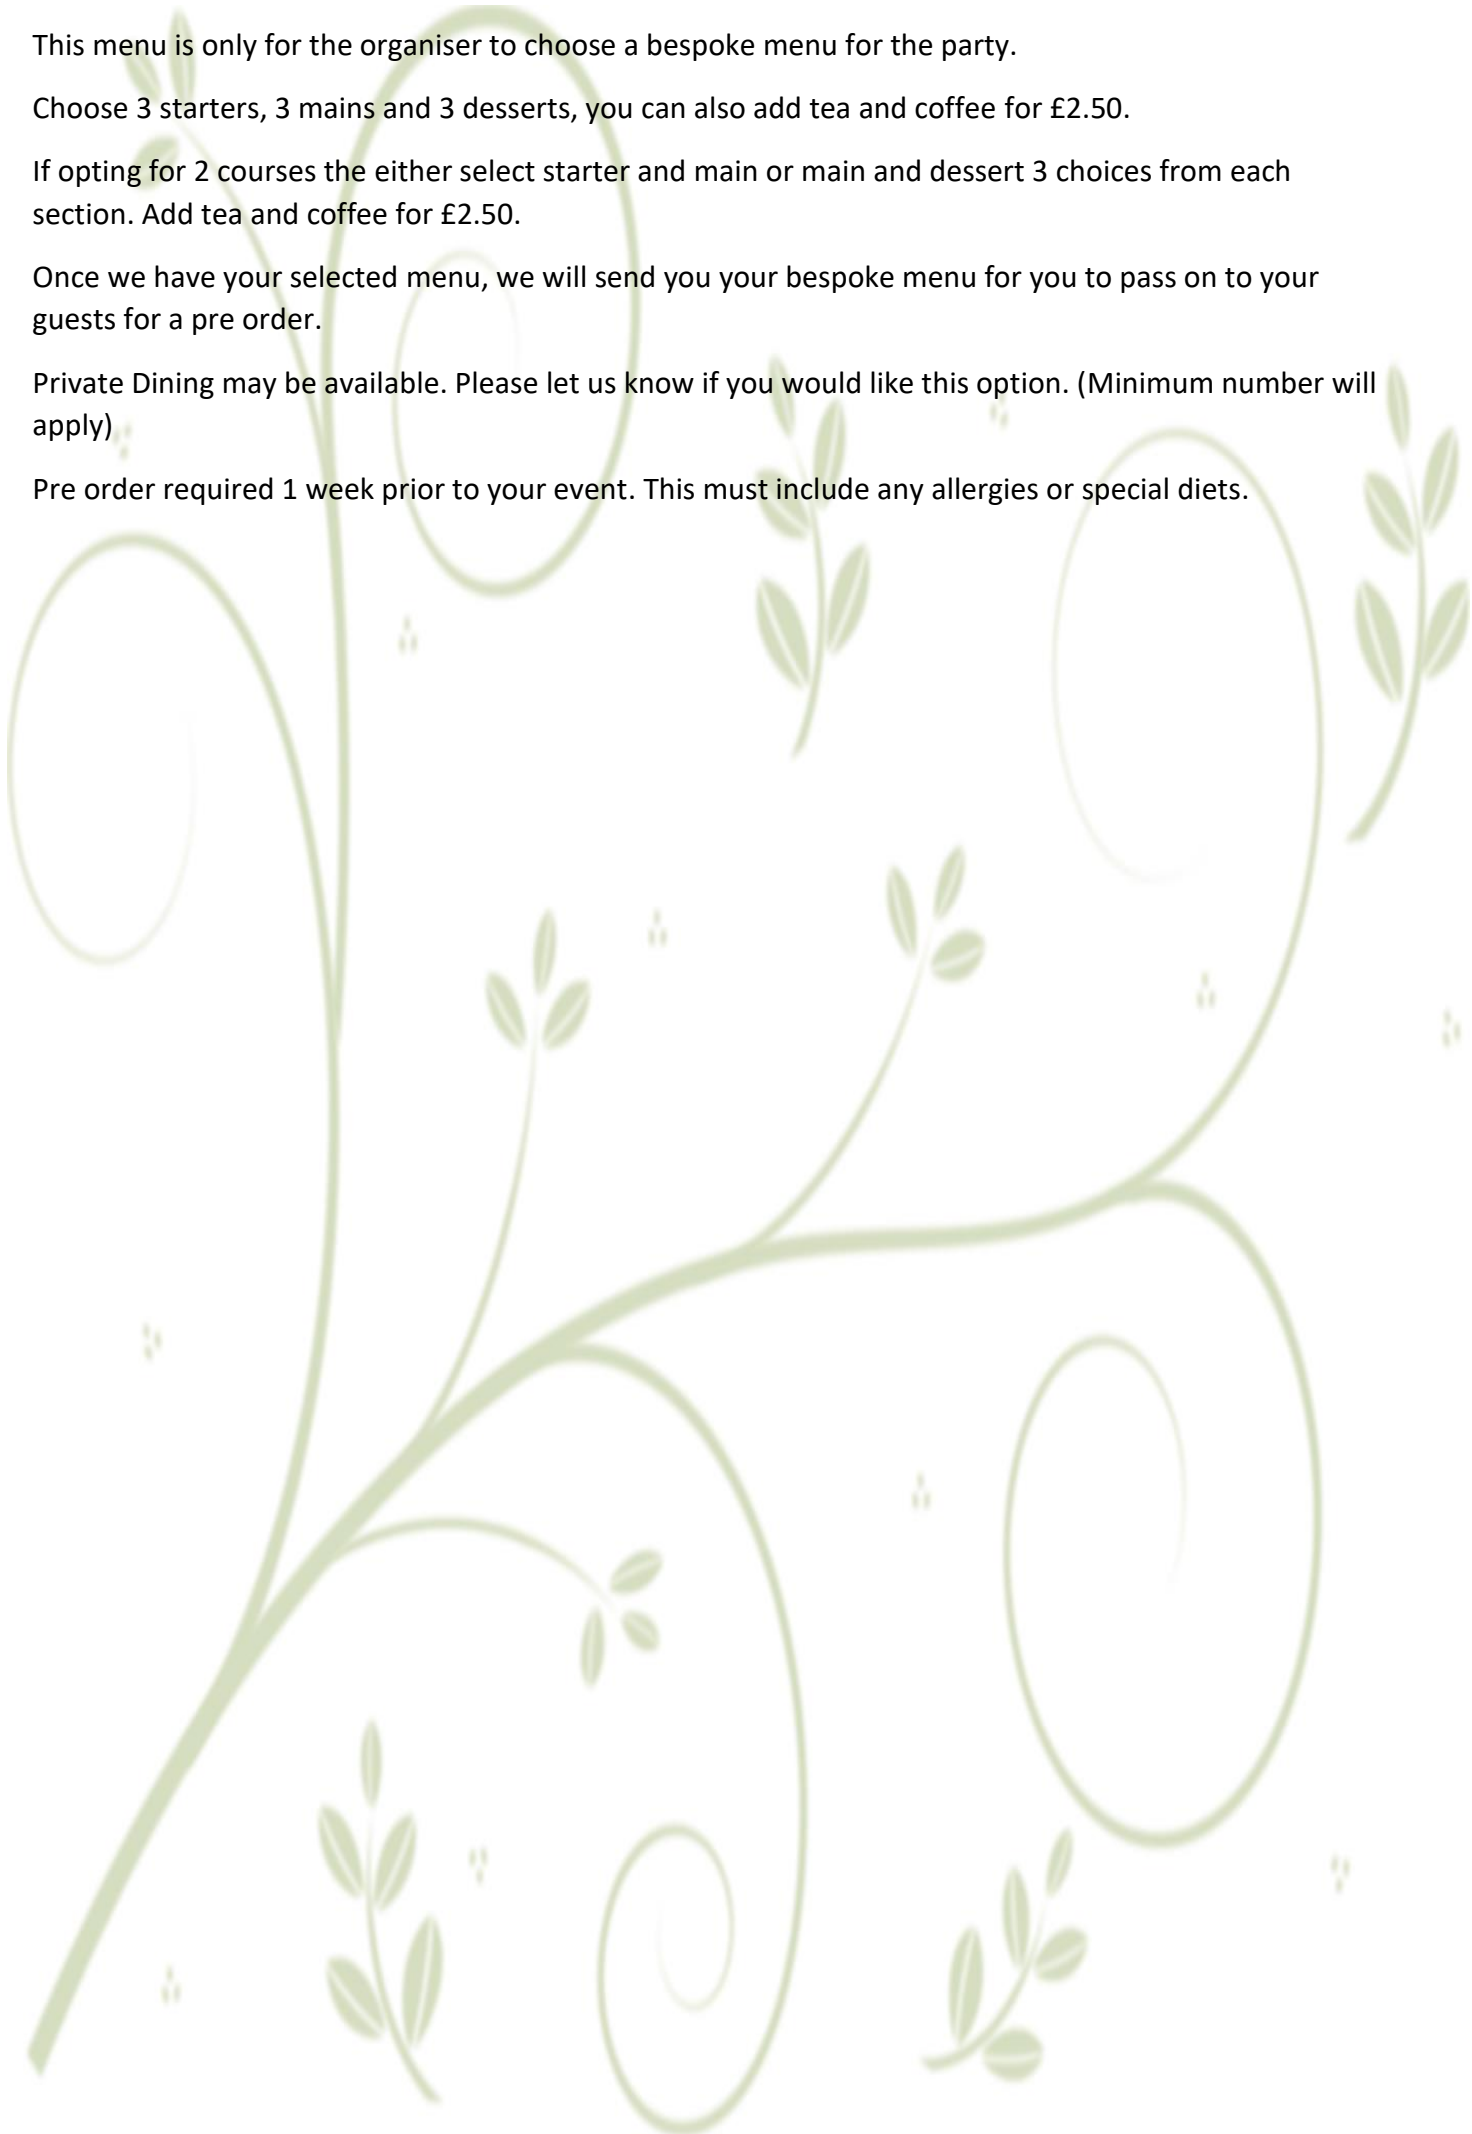 This menu is only for the organiser to choose a bespoke menu for the party.
Choose 3 starters, 3 mains and 3 desserts, you can also add tea and coffee for £2.50.
If opting for 2 courses the either select starter and main or main and dessert 3 choices from each
section. Add tea and coffee for £2.50.
Once we have your selected menu, we will send you your bespoke menu for you to pass on to your
guests for a pre order.
Private Dining may be available. Please let us know if you would like this option. (Minimum number will
apply)
Pre order required 1 week prior to your event. This must include any allergies or special diets.